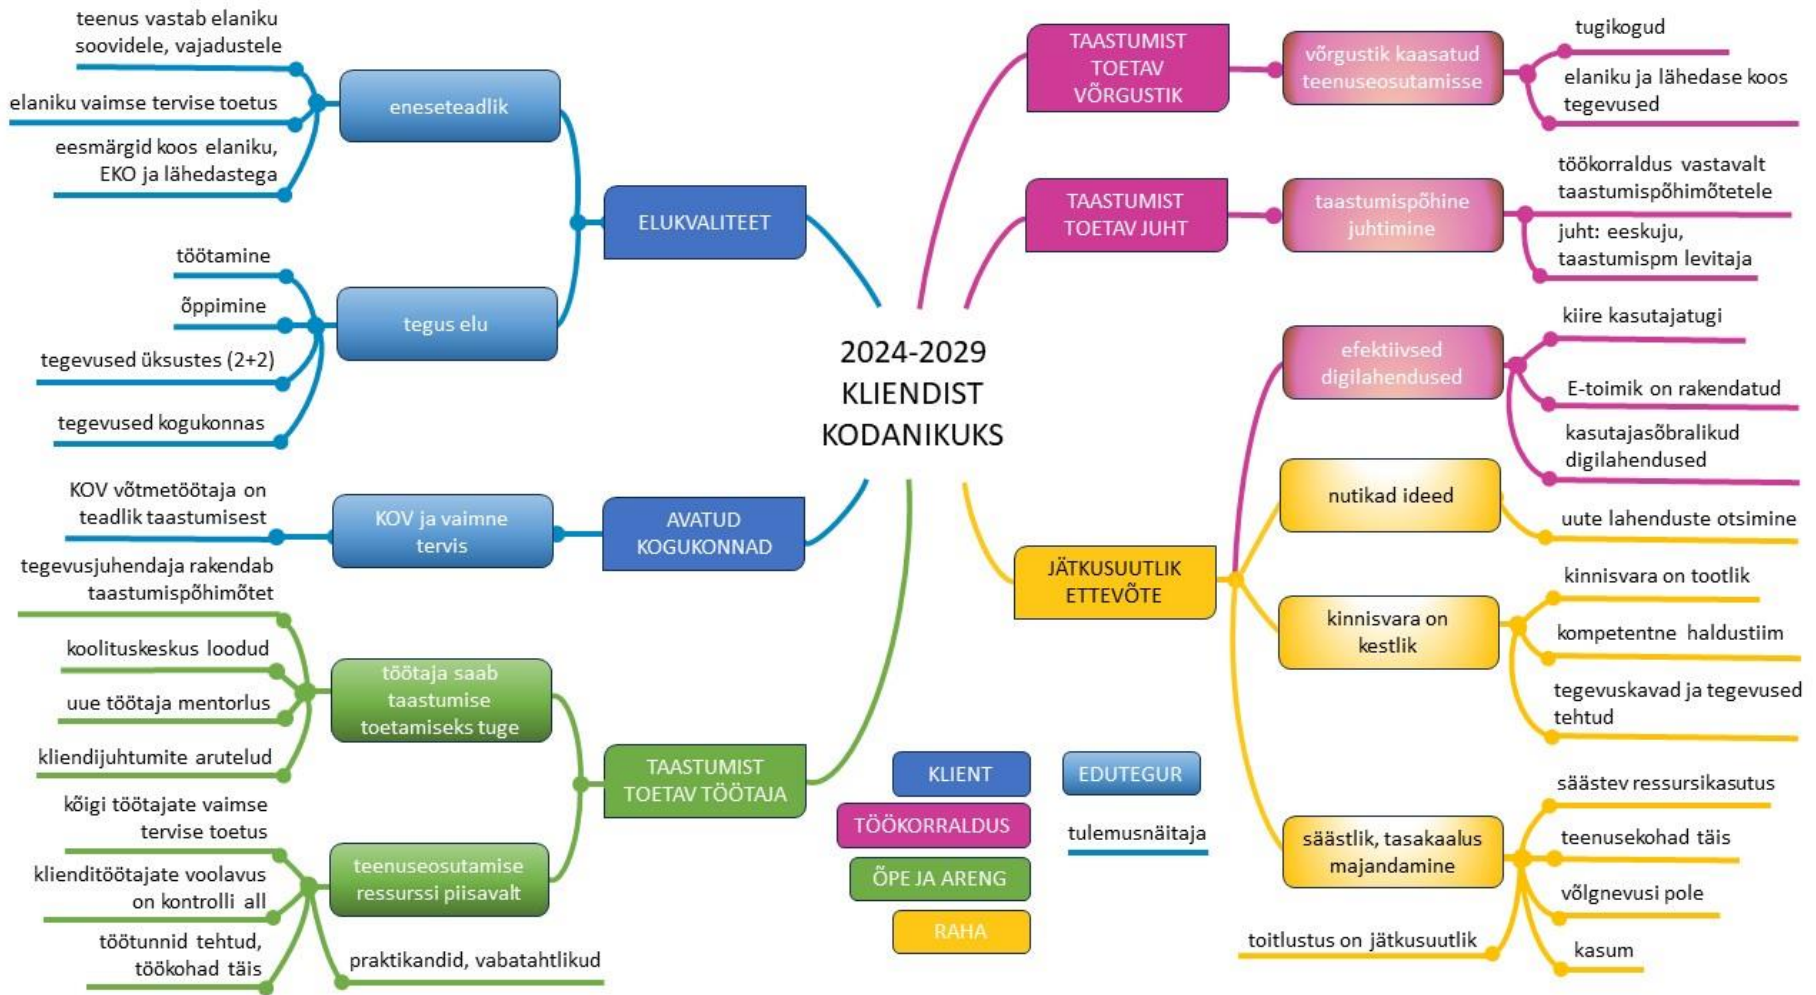 2024-2029
KLIENDIST
KODANIKUKS
ELUKVALITEET
eneseteadlik
teenus vastab elaniku
soovidele, vajadustele
elaniku vaimse tervise toetus
eesmärgid koos elaniku,
EKO ja lähedastega
tegus elu
töötamine
õppimine
tegevused üksustes (2+2)
tegevused kogukonnas
AVATUD
KOGUKONNAD
KOV ja vaimne
tervis
KOV võtmetöötaja on
teadlik taastumisest
TAASTUMIST
TOETAV TÖÖTAJA
töötaja saab
taastumise
toetamiseks tuge
tegevusjuhendaja rakendab
taastumispõhimõtet
koolituskeskus loodud
uue töötaja mentorlus
kliendijuhtumite arutelud
teenuseosutamise
ressurssi piisavalt
kõigi töötajate vaimse
tervise toetus
klienditöötajate voolavus
on kontrolli all
töötunnid tehtud,
töökohad täis
praktikandid, vabatahtlikud
TAASTUMIST
TOETAV
VÕRGUSTIK
võrgustik kaasatud
teenuseosutamisse
tugikogud
elaniku ja lähedase koos
tegevused
TAASTUMIST
TOETAV JUHT
taastumispõhine
juhtimine
töökorraldus vastavalt
taastumispõhimõtetele
juht: eeskuju,
taastumispm levitaja
JÄTKUSUUTLIK
ETTEVÕTE
efektiivsed
digilahendused
kiire kasutajatugi
E-toimik on rakendatud
kasutajasõbralikud
digilahendused
nutikad ideed
uute lahenduste otsimine
kinnisvara on
kestlik
kinnisvara on tootlik
kompetentne haldustiim
tegevuskavad ja tegevused
tehtud
säästlik, tasakaalus
majandamine
säästev ressursikasutus
teenusekohad täis
võlgnevusi pole
kasum
toitlustus on jätkusuutlik
KLIENT
TÖÖKORRALDUS
ÕPE JA ARENG
RAHA
EDUTEGUR
tulemusnäitaja